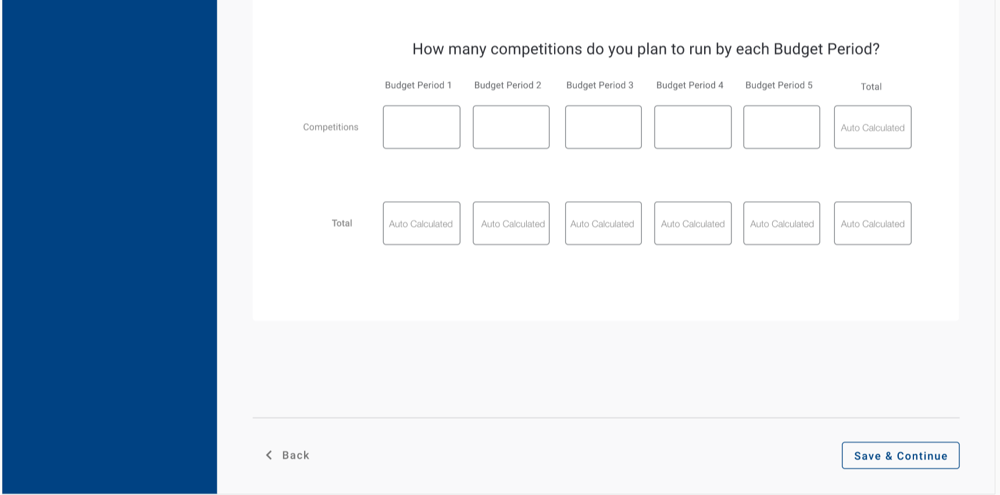 How many competitions do you plan to run by each Budget Period?
Budget Period 1 Budget Period 2 Budget Period 3 Budget Period 4 Budget Period 5 Total
Competitions Auto Calculated
Total Auto Calculated Auto Calculated Auto Calculated Auto Calculated Auto Calculated Auto Calculated
Back Save & Continue